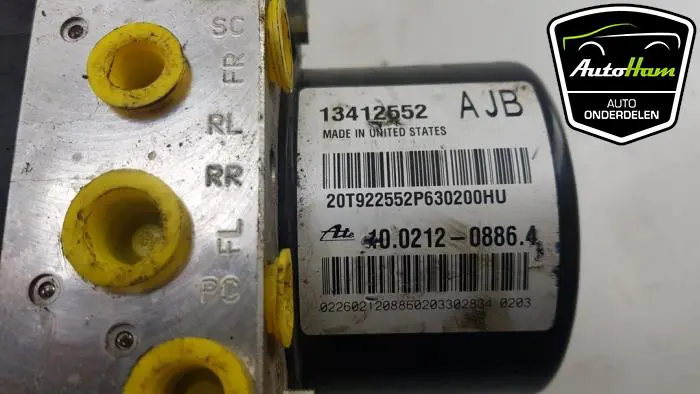 SC
FR
RL
RR
FL
PC
13412552 AJB
MADE IN UNITED STATES
20T922552P630200HU
Ate 10.0212-0886.4
0226021208860203302834 0203
AutoHam
AUTO
ONDERDELEN